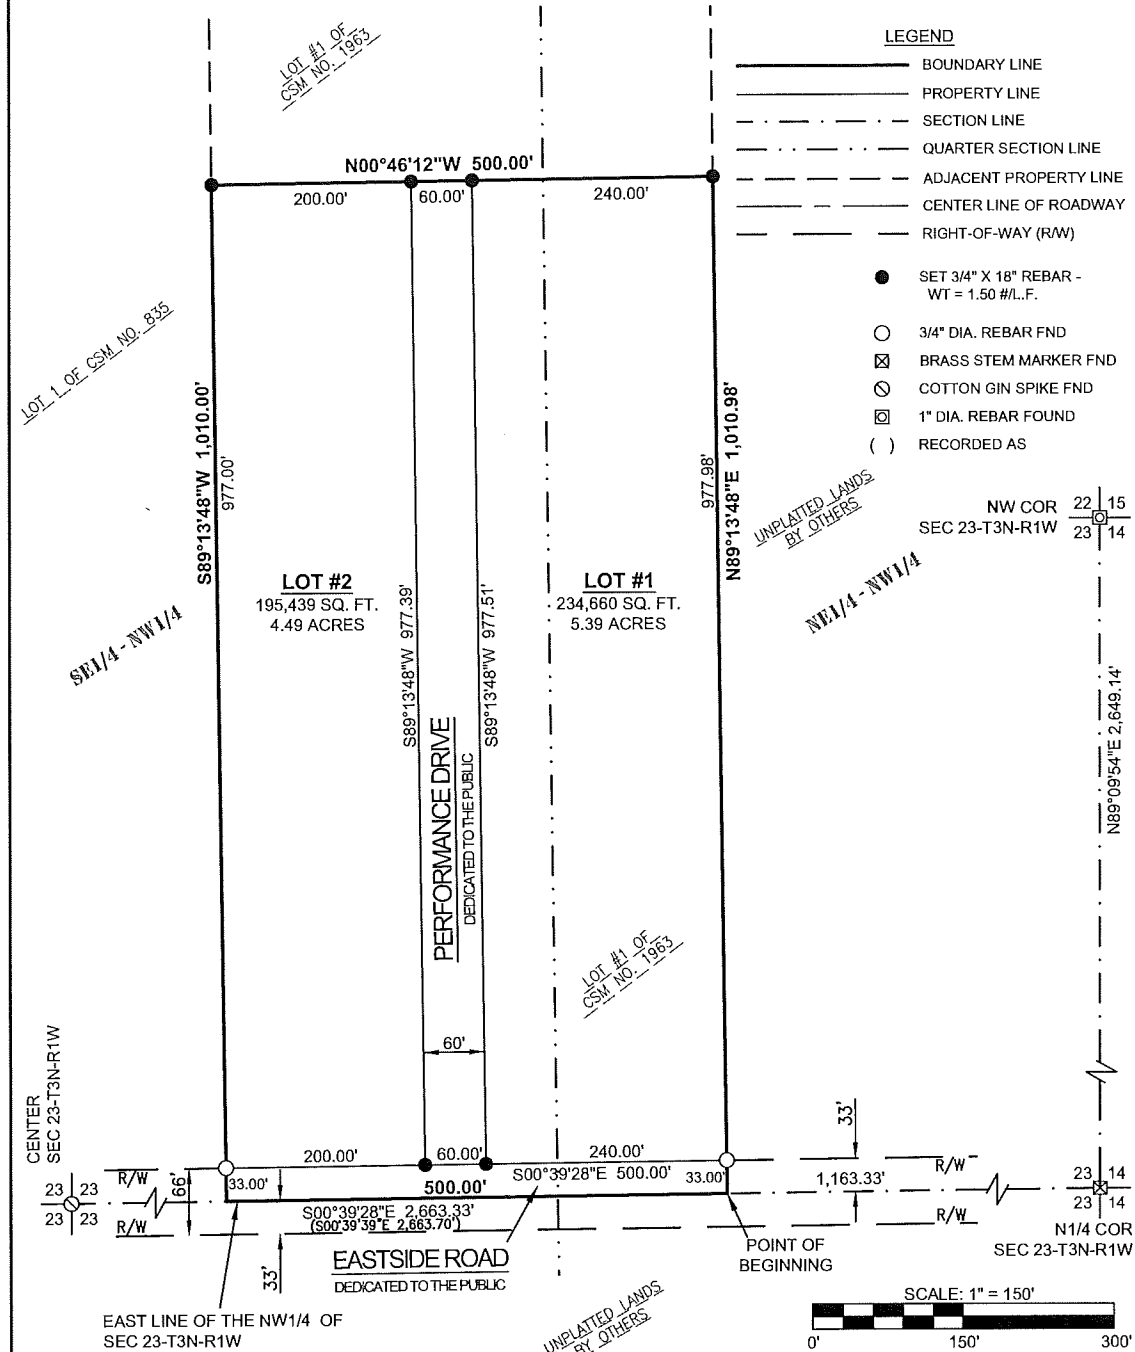 LOT #1 OF
CSM NO. 1963
LEGEND
BOUNDARY LINE
PROPERTY LINE
SECTION LINE
QUARTER SECTION LINE
ADJACENT PROPERTY LINE
CENTER LINE OF ROADWAY
RIGHT-OF-WAY (R/W)
SET 3/4" X 18" REBAR -
WT = 1.50 #/L.F.
3/4" DIA. REBAR FND
BRASS STEM MARKER FND
COTTON GIN SPIKE FND
1" DIA. REBAR FOUND
( ) RECORDED AS
N00°46'12"W 500.00'
200.00'
60.00'
240.00'
LOT 1 OF CSM NO. 835
S89°13'48"W 1,010.00'
977.00'
977.98'
N89°13'48"E 1,010.98'
UNPLATTED LANDS
BY OTHERS
NW COR
SEC 23-T3N-R1W
22 15
23 14
NE1/4 - NW1/4
SE1/4 - NW1/4
LOT #2
195,439 SQ. FT.
4.49 ACRES
S89°13'48"W 977.39'
S89°13'48"W 977.51'
LOT #1
234,660 SQ. FT.
5.39 ACRES
N89°09'54"E 2,649.14'
PERFORMANCE DRIVE
DEDICATED TO THE PUBLIC
LOT #1 OF
CSM NO. 1963
60'
CENTER
SEC 23-T3N-R1W
23 23
23 23
R/W
R/W
66'
33.00'
200.00'
60.00'
240.00'
S00°39'28"E 500.00'
33.00'
500.00'
33'
1,163.33'
R/W
R/W
23 14
23 14
N1/4 COR
SEC 23-T3N-R1W
S00°39'28"E 2,663.33'
(S00°39'39"E 2,663.70')
33'
EASTSIDE ROAD
DEDICATED TO THE PUBLIC
POINT OF
BEGINNING
EAST LINE OF THE NW1/4 OF
SEC 23-T3N-R1W
UNPLATTED LANDS
BY OTHERS
SCALE: 1" = 150'
0' 150' 300'